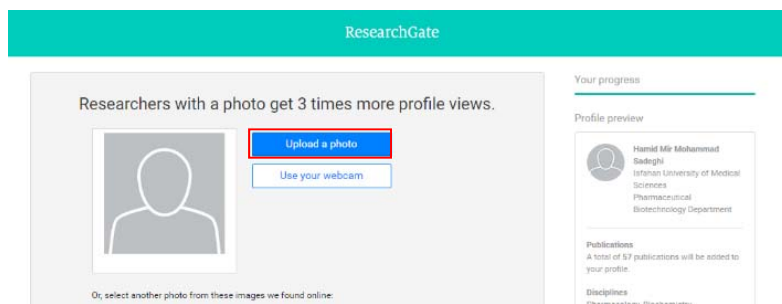 ResearchGate
Researchers with a photo get 3 times more profile views.
Upload a photo
Use your webcam
Or, select another photo from these images we found online:
Your progress
Profile preview
Hamid Mir Mohammad
Sadeghi
Isfahan University of Medical
Sciences
Pharmaceutical
Biotechnology Department
Publications
A total of 57 publications will be added to
your profile.
Disciplines
Pharmacology, Biochemistry,